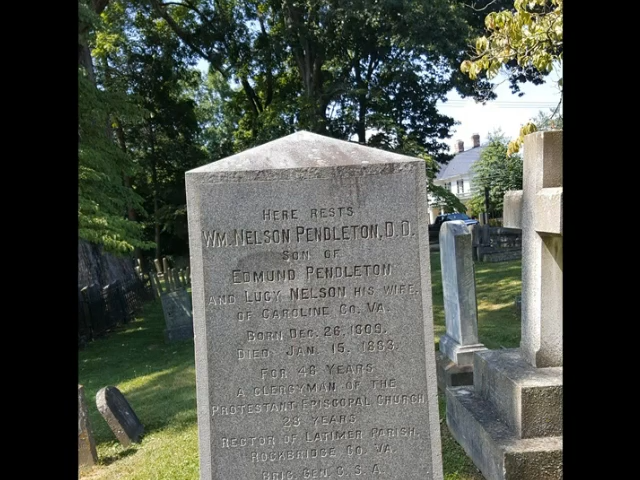 HERE RESTS
WM. NELSON PENDLETON, D.D.
SON OF
EDMUND PENDLETON
AND LUCY NELSON HIS WIFE,
OF CAROLINE CO. VA.
BORN DEC. 26, 1809,
DIED JAN. 15, 1883.
FOR 46 YEARS
A CLERGYMAN OF THE
PROTESTANT EPISCOPAL CHURCH
28 YEARS
RECTOR OF LATIMER PARISH,
ROCKBRIDGE CO. VA.
BRIG. GEN. C. S. A.